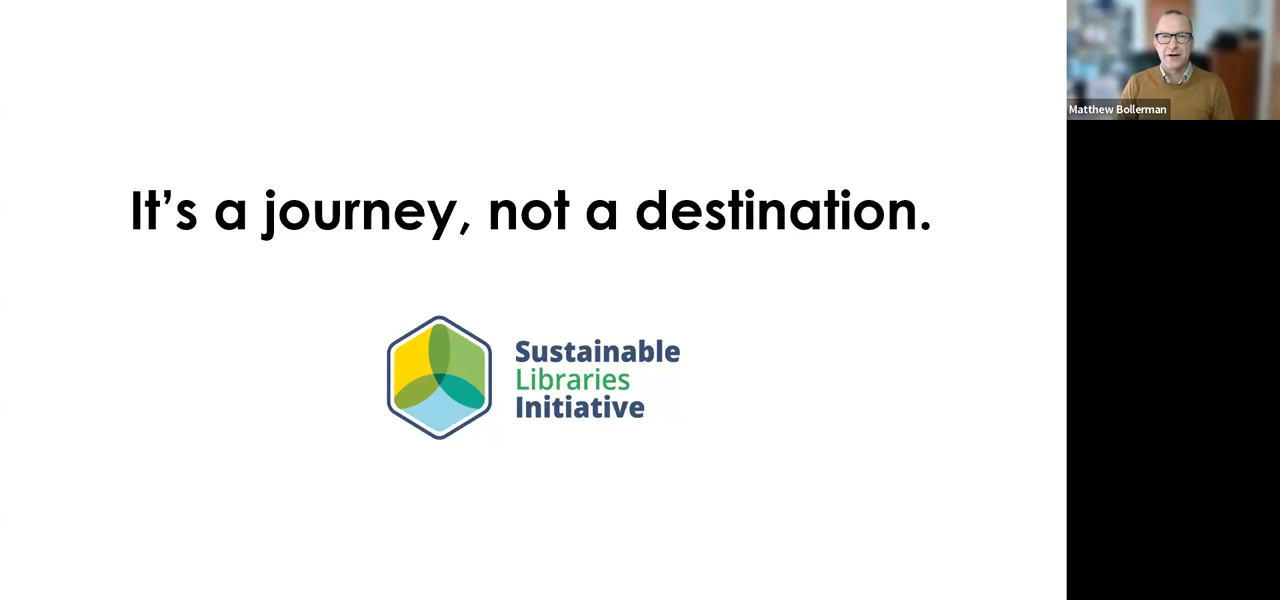 It’s a journey, not a destination.
Sustainable
Libraries
Initiative
Matthew Bollerman